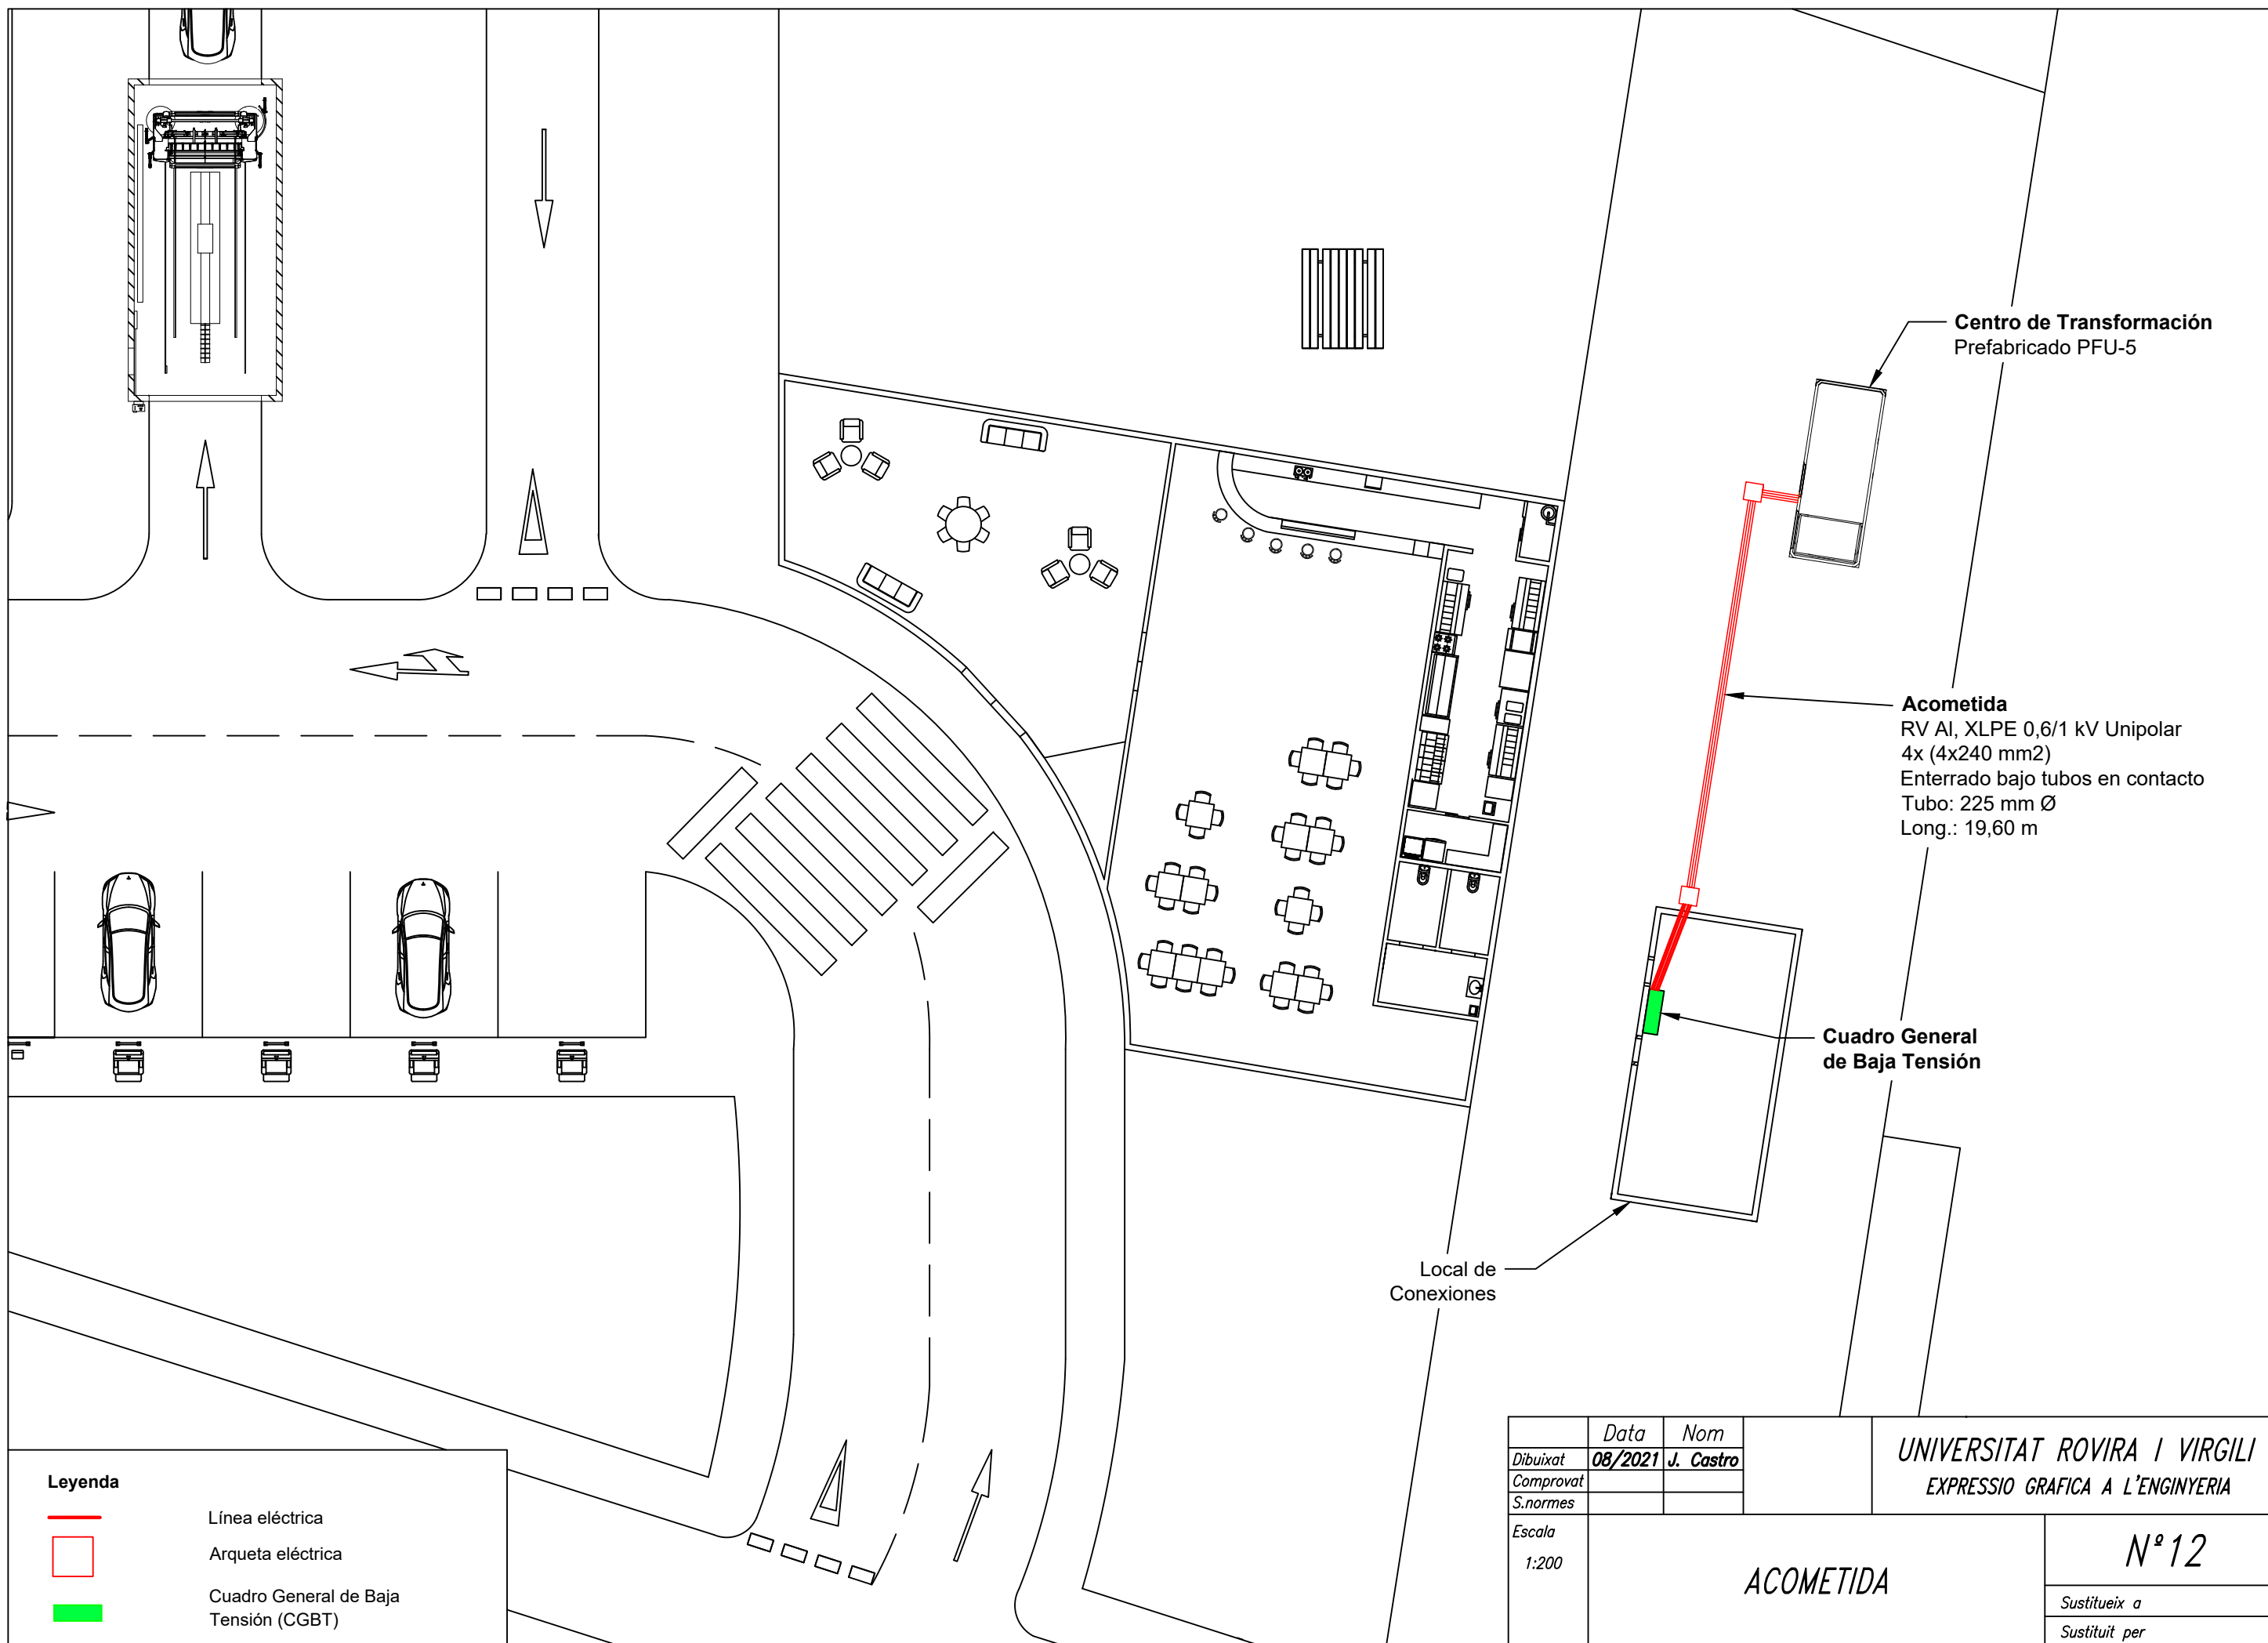 Centro de Transformación
Prefabricado PFU-5
Acometida
RV Al, XLPE 0,6/1 kV Unipolar
4x (4x240 mm2)
Enterrado bajo tubos en contacto
Tubo: 225 mm Ø
Long.: 19,60 m
Cuadro General
de Baja Tensión
Local de
Conexiones
Leyenda
Línea eléctrica
Arqueta eléctrica
Cuadro General de Baja
Tensión (CGBT)
Data Nom
Dibuixat 08/2021 J. Castro
Comprovat
S.normes
UNIVERSITAT ROVIRA I VIRGILI
EXPRESSIO GRAFICA A L'ENGINYERIA
Escala
1:200
ACOMETIDA
Nº12
Sustitueix a
Sustituit per